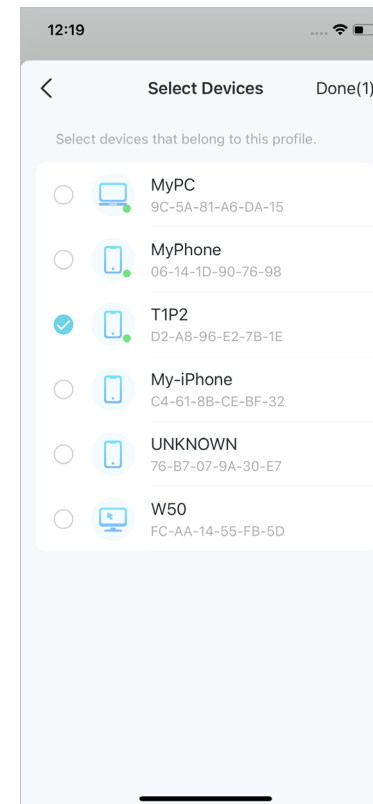 12:19
Select Devices
Done(1)
Select devices that belong to this profile.
MyPC
9C-5A-81-A6-DA-15
MyPhone
06-14-1D-90-76-98
T1P2
D2-A8-96-E2-7B-1E
My-iPhone
C4-61-8B-CE-BF-32
UNKNOWN
76-B7-07-9A-30-E7
W50
FC-AA-14-55-FB-5D